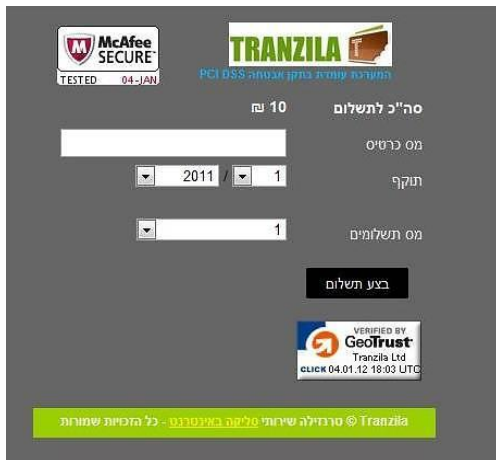 McAfee
SECURE
TESTED 04-JAN
TRANZILA
המערכת עומדת בתקן אבטחה PCI DSS
סה"כ לתשלום 10 ₪
מס כרטיס
תוקף 1 / 2011
מס תשלומים 1
בצע תשלום
VERIFIED BY
GeoTrust
Tranzila Ltd
CLICK 04.01.12 18:03 UTC
Tranzila © טרנזילה שירותי סליקה באינטרנט - כל הזכויות שמורות